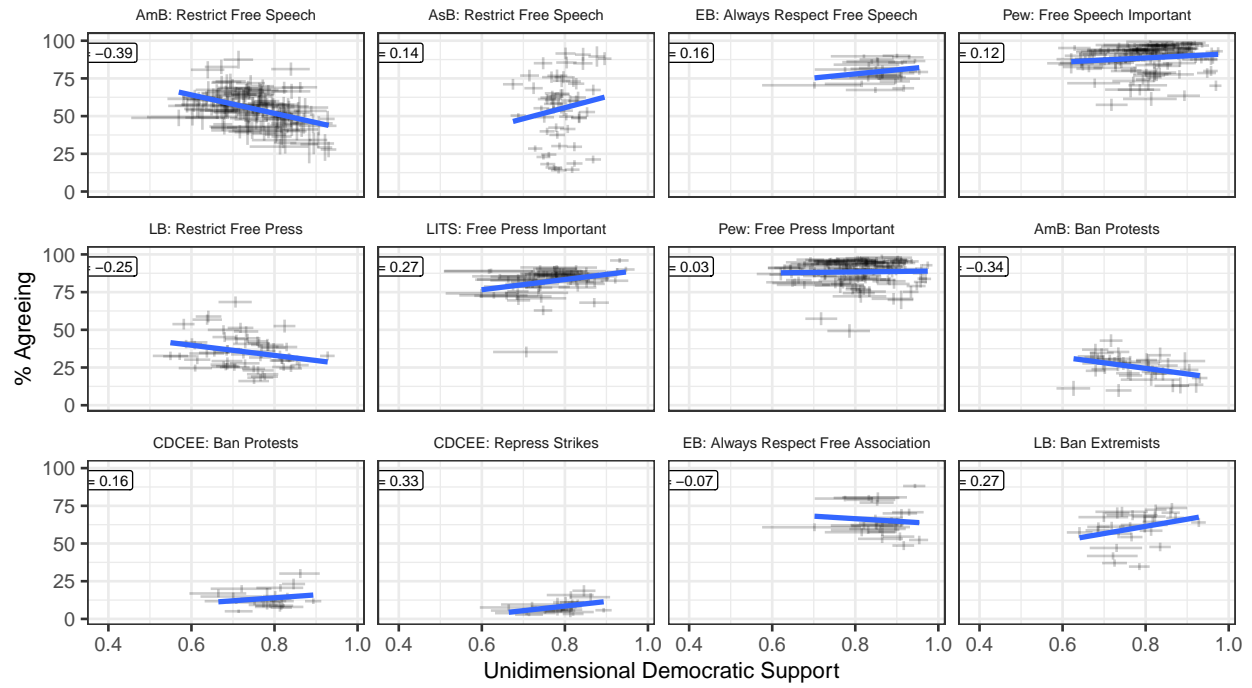 AmB: Restrict Free Speech
AsB: Restrict Free Speech
EB: Always Respect Free Speech
Pew: Free Speech Important
100
75
50
25
0
= −0.39
= 0.14
= 0.16
= 0.12
LB: Restrict Free Press
LITS: Free Press Important
Pew: Free Press Important
AmB: Ban Protests
100
75
50
25
0
= −0.25
= 0.27
= 0.03
= −0.34
CDCEE: Ban Protests
CDCEE: Repress Strikes
EB: Always Respect Free Association
LB: Ban Extremists
100
75
50
25
0
= 0.16
= 0.33
= −0.07
= 0.27
0.4 0.6 0.8 1.0
0.4 0.6 0.8 1.0
0.4 0.6 0.8 1.0
0.4 0.6 0.8 1.0
% Agreeing
Unidimensional Democratic Support